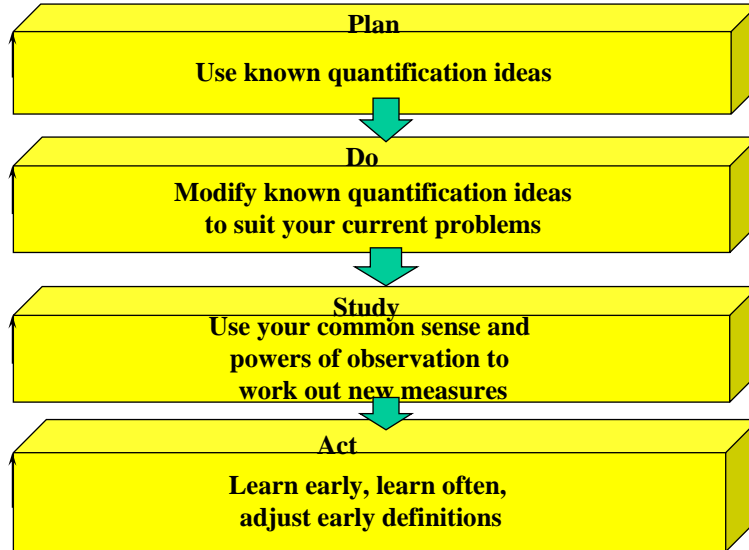 Plan
Use known quantification ideas
Do
Modify known quantification ideas
to suit your current problems
Study
Use your common sense and
powers of observation to
work out new measures
Act
Learn early, learn often,
adjust early definitions